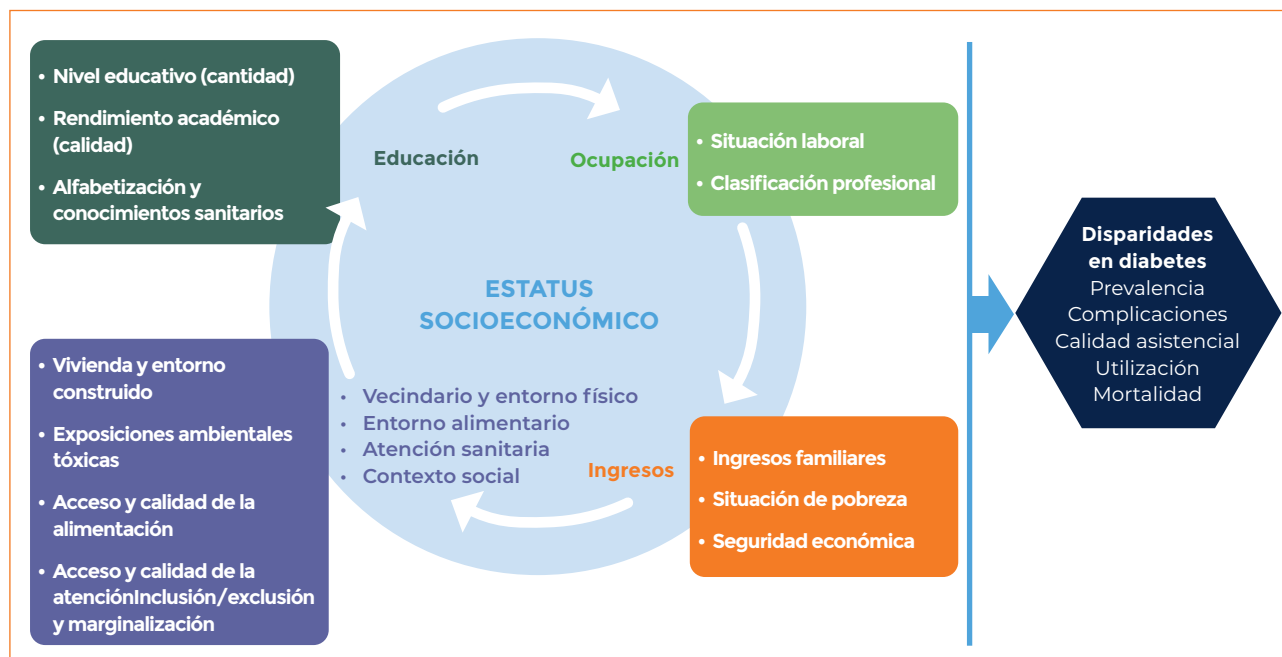 • Nivel educativo (cantidad)
• Rendimiento académico
(calidad)
• Alfabetización y
conocimientos sanitarios
Educación
Ocupación
• Situación laboral
• Clasificación profesional
ESTATUS
SOCIOECONÓMICO
• Vivienda y entorno
construido
• Exposiciones ambientales
tóxicas
• Acceso y calidad de la
alimentación
• Acceso y calidad de la
atenciónInclusión/exclusión
y marginalización
• Vecindario y entorno físico
• Entorno alimentario
• Atención sanitaria
• Contexto social
Ingresos
• Ingresos familiares
• Situación de pobreza
• Seguridad económica
Disparidades
en diabetes
Prevalencia
Complicaciones
Calidad asistencial
Utilización
Mortalidad